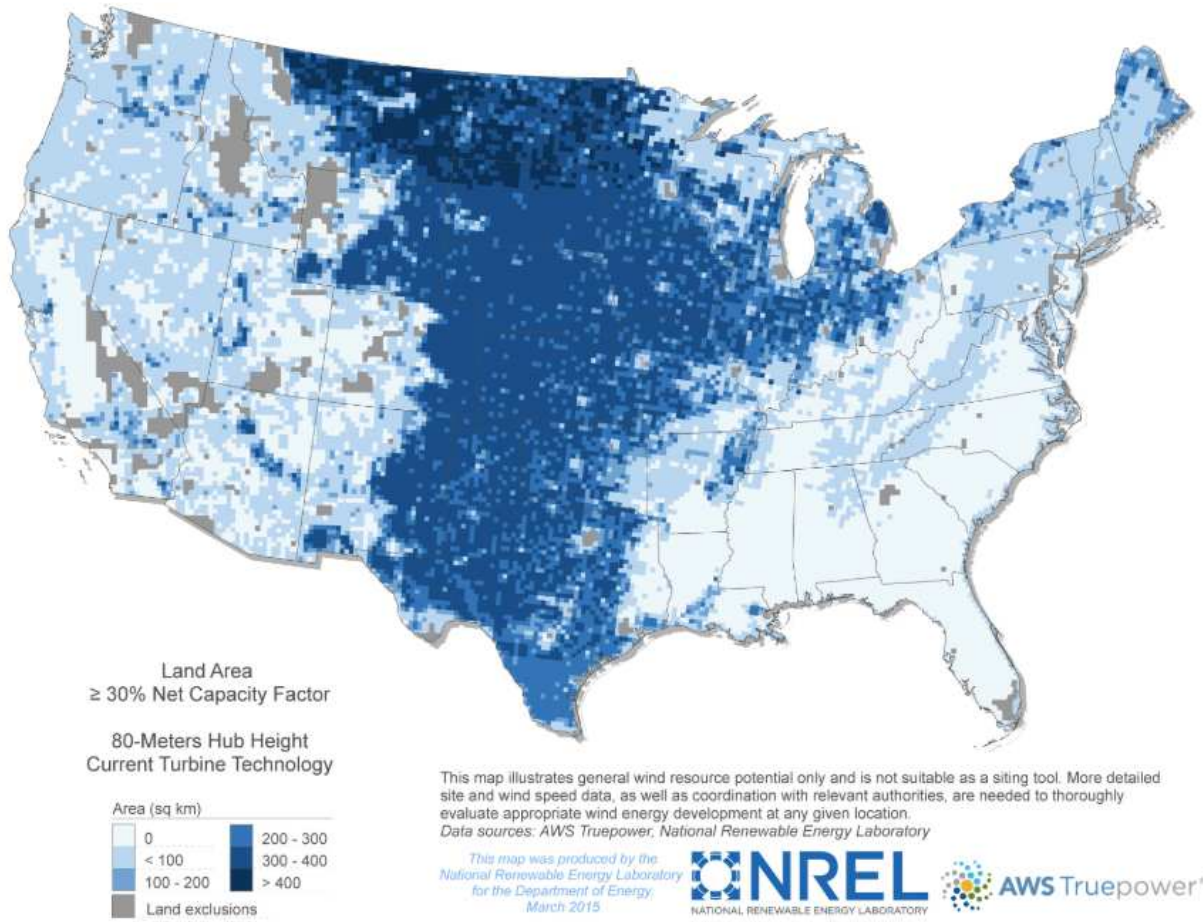 Land Area
≥ 30% Net Capacity Factor
80-Meters Hub Height
Current Turbine Technology
Area (sq km)
0
< 100
100 - 200
200 - 300
300 - 400
> 400
Land exclusions
This map illustrates general wind resource potential only and is not suitable as a siting tool. More detailed
site and wind speed data, as well as coordination with relevant authorities, are needed to thoroughly
evaluate appropriate wind energy development at any given location.
Data sources: AWS Truepower, National Renewable Energy Laboratory
This map was produced by the
National Renewable Energy Laboratory
for the Department of Energy.
March 2015
NREL
NATIONAL RENEWABLE ENERGY LABORATORY
AWS Truepower